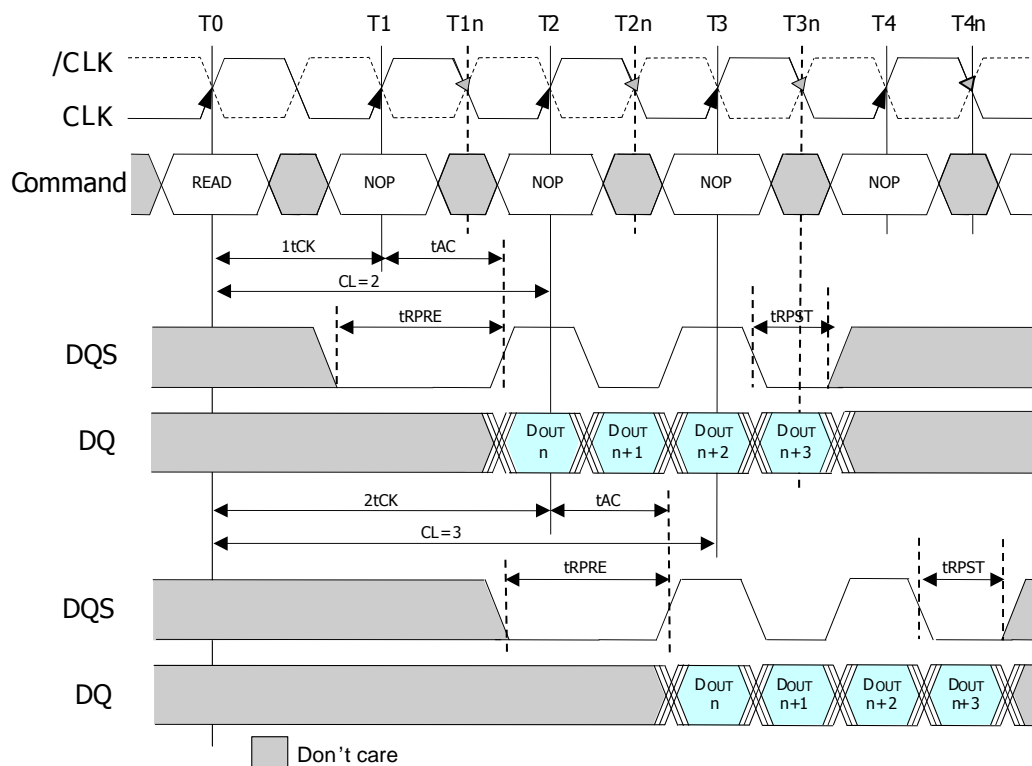 T0 T1 T1n T2 T2n T3 T3n T4 T4n
/CLK
CLK
Command READ NOP NOP NOP NOP
1tCK tAC
CL=2
tRPRE tRPST
DQS
DQ DOUT n DOUT n+1 DOUT n+2 DOUT n+3
2tCK tAC
CL=3
tRPRE tRPST
DQS
DQ DOUT n DOUT n+1 DOUT n+2 DOUT n+3
Don't care